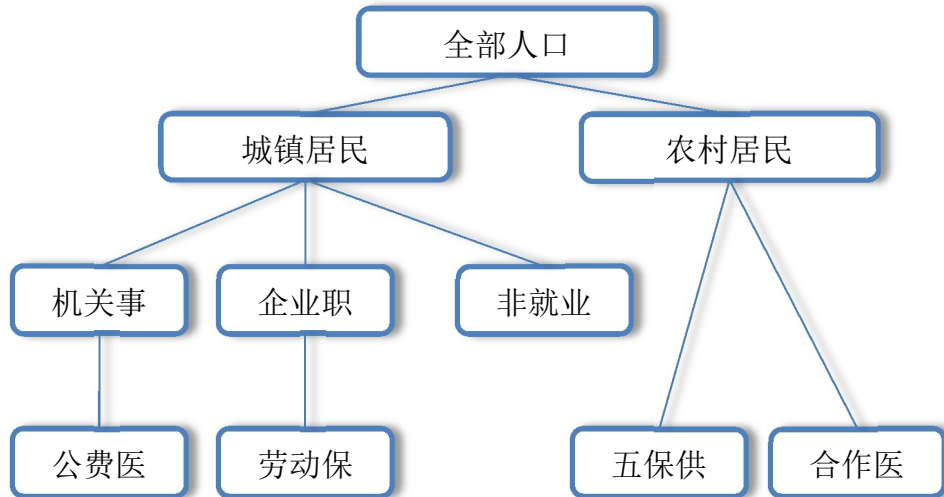 全部人口
城镇居民
农村居民
机关事
企业职
非就业
公费医
劳动保
五保供
合作医